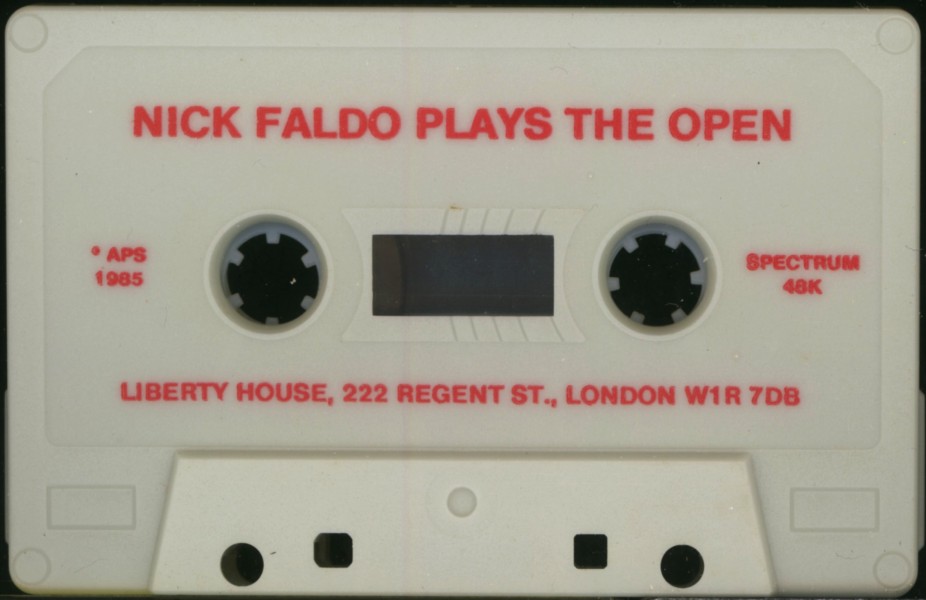 NICK FALDO PLAYS THE OPEN
© APS
1985
SPECTRUM
48K
LIBERTY HOUSE, 222 REGENT ST., LONDON W1R 7DB